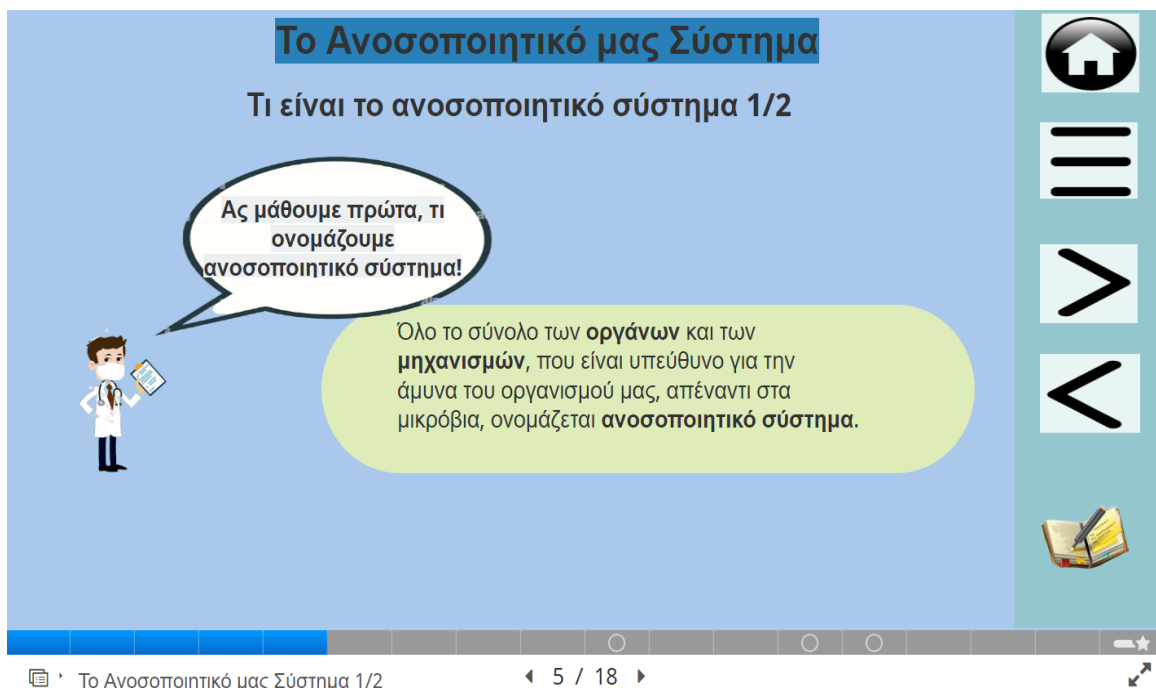 Το Ανοσοποιητικό μας Σύστημα
Τι είναι το ανοσοποιητικό σύστημα 1/2
Ας μάθουμε πρώτα, τι
ονομάζουμε
ανοσοποιητικό σύστημα!
Όλο το σύνολο των οργάνων και των
μηχανισμών, που είναι υπεύθυνο για την
άμυνα του οργανισμού μας, απέναντι στα
μικρόβια, ονομάζεται ανοσοποιητικό σύστημα.
Το Ανοσοποιητικό μας Σύστημα 1/2
5 / 18